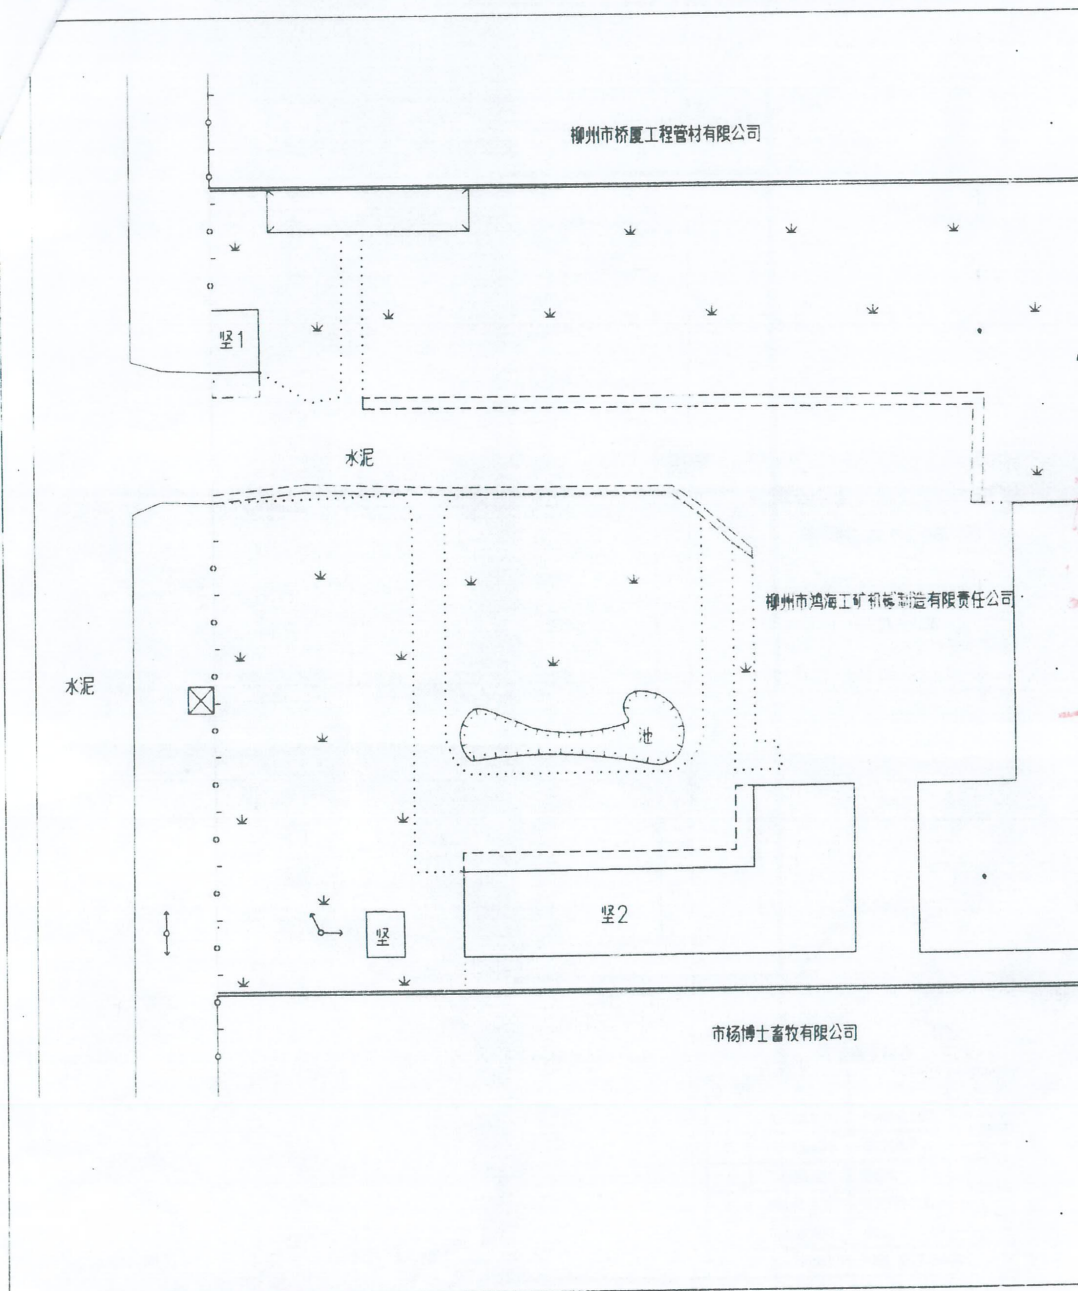 柳州市桥厦工程管材有限公司
坚1
水泥
柳州市鸿海工矿机械制造有限责任公司
水泥
池
坚2
坚
市杨博士畜牧有限公司